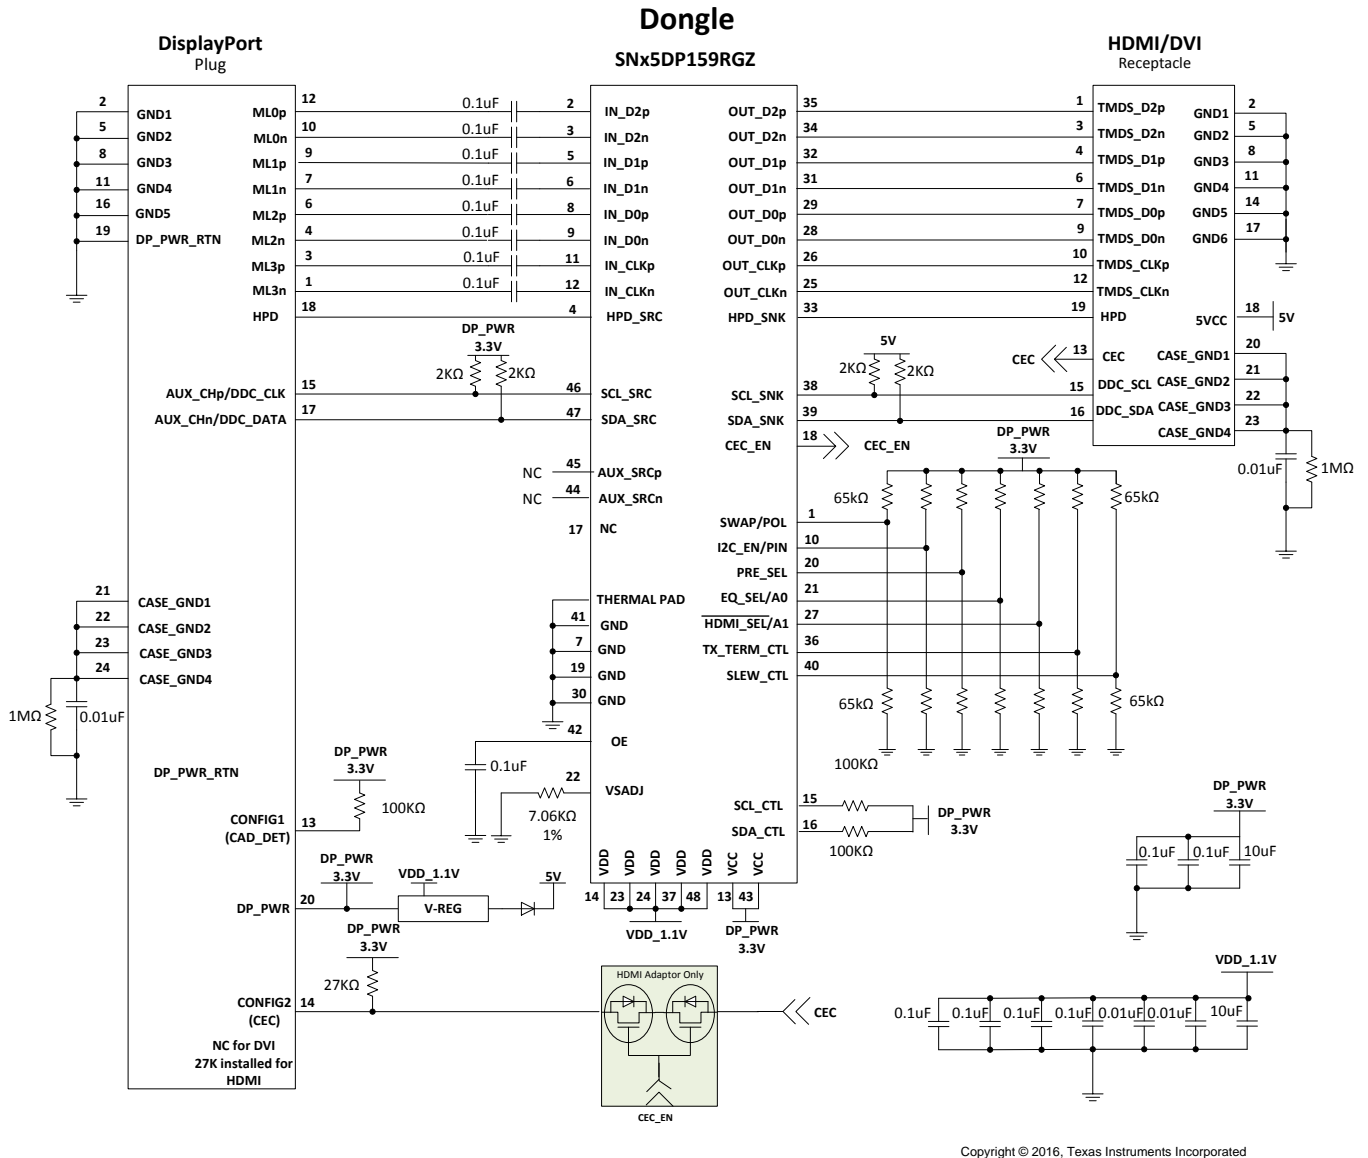 Dongle
DisplayPort
Plug
SNx5DP159RGZ
HDMI/DVI
Receptacle
2 GND1
5 GND2
8 GND3
11 GND4
16 GND5
19 DP_PWR_RTN
ML0p 12
ML0n 10
ML1p 9
ML1n 7
ML2p 6
ML2n 4
ML3p 3
ML3n 1
HPD 18
0.1uF
0.1uF
0.1uF
0.1uF
0.1uF
0.1uF
0.1uF
0.1uF
2 IN_D2p
3 IN_D2n
5 IN_D1p
6 IN_D1n
8 IN_D0p
9 IN_D0n
11 IN_CLKp
12 IN_CLKn
4 HPD_SRC
OUT_D2p 35
OUT_D2n 34
OUT_D1p 32
OUT_D1n 31
OUT_D0p 29
OUT_D0n 28
OUT_CLKp 26
OUT_CLKn 25
HPD_SNK 33
1 TMDS_D2p
3 TMDS_D2n
4 TMDS_D1p
6 TMDS_D1n
7 TMDS_D0p
9 TMDS_D0n
10 TMDS_CLKp
12 TMDS_CLKn
19 HPD
GND1 2
GND2 5
GND3 8
GND4 11
GND5 14
GND6 17
5VCC 18 5V
CEC 13 CEC
CASE_GND1 20
CASE_GND2 21
CASE_GND3 22
CASE_GND4 23
15 DDC_SCL
16 DDC_SDA
0.01uF 1MΩ
DP_PWR
3.3V
2KΩ 2KΩ
AUX_CHp/DDC_CLK 15
AUX_CHn/DDC_DATA 17
46 SCL_SRC
47 SDA_SRC
NC 45 AUX_SRCp
NC 44 AUX_SRCn
17 NC
5V
2KΩ 2KΩ
SCL_SNK 38
SDA_SNK 39
CEC_EN 18 CEC_EN
DP_PWR
3.3V
65kΩ 65kΩ
SWAP/POL 1
I2C_EN/PIN 10
PRE_SEL 20
EQ_SEL/A0 21
HDMI_SEL/A1 27
TX_TERM_CTL 36
SLEW_CTL 40
65kΩ 65kΩ
THERMAL PAD
41 GND
7 GND
19 GND
30 GND
42 OE
0.1uF
22 VSADJ
7.06KΩ
1%
21 CASE_GND1
22 CASE_GND2
23 CASE_GND3
24 CASE_GND4
1MΩ 0.01uF
DP_PWR_RTN
DP_PWR
3.3V
100KΩ
CONFIG1 13
(CAD_DET)
DP_PWR
3.3V
VDD_1.1V
5V
DP_PWR 20
V-REG
DP_PWR
3.3V
27KΩ
CONFIG2 14
(CEC)
NC for DVI
27K installed for
HDMI
100KΩ
SCL_CTL 15
SDA_CTL 16
100KΩ
DP_PWR
3.3V
VDD VDD VDD VDD VDD VCC VCC
14 23 24 37 48 13 43
VDD_1.1V
DP_PWR
3.3V
HDMI Adaptor Only
CEC
CEC_EN
DP_PWR
3.3V
0.1uF 0.1uF 10uF
VDD_1.1V
0.1uF 0.1uF 0.1uF 0.1uF 0.01uF 0.01uF 10uF
Copyright © 2016, Texas Instruments Incorporated